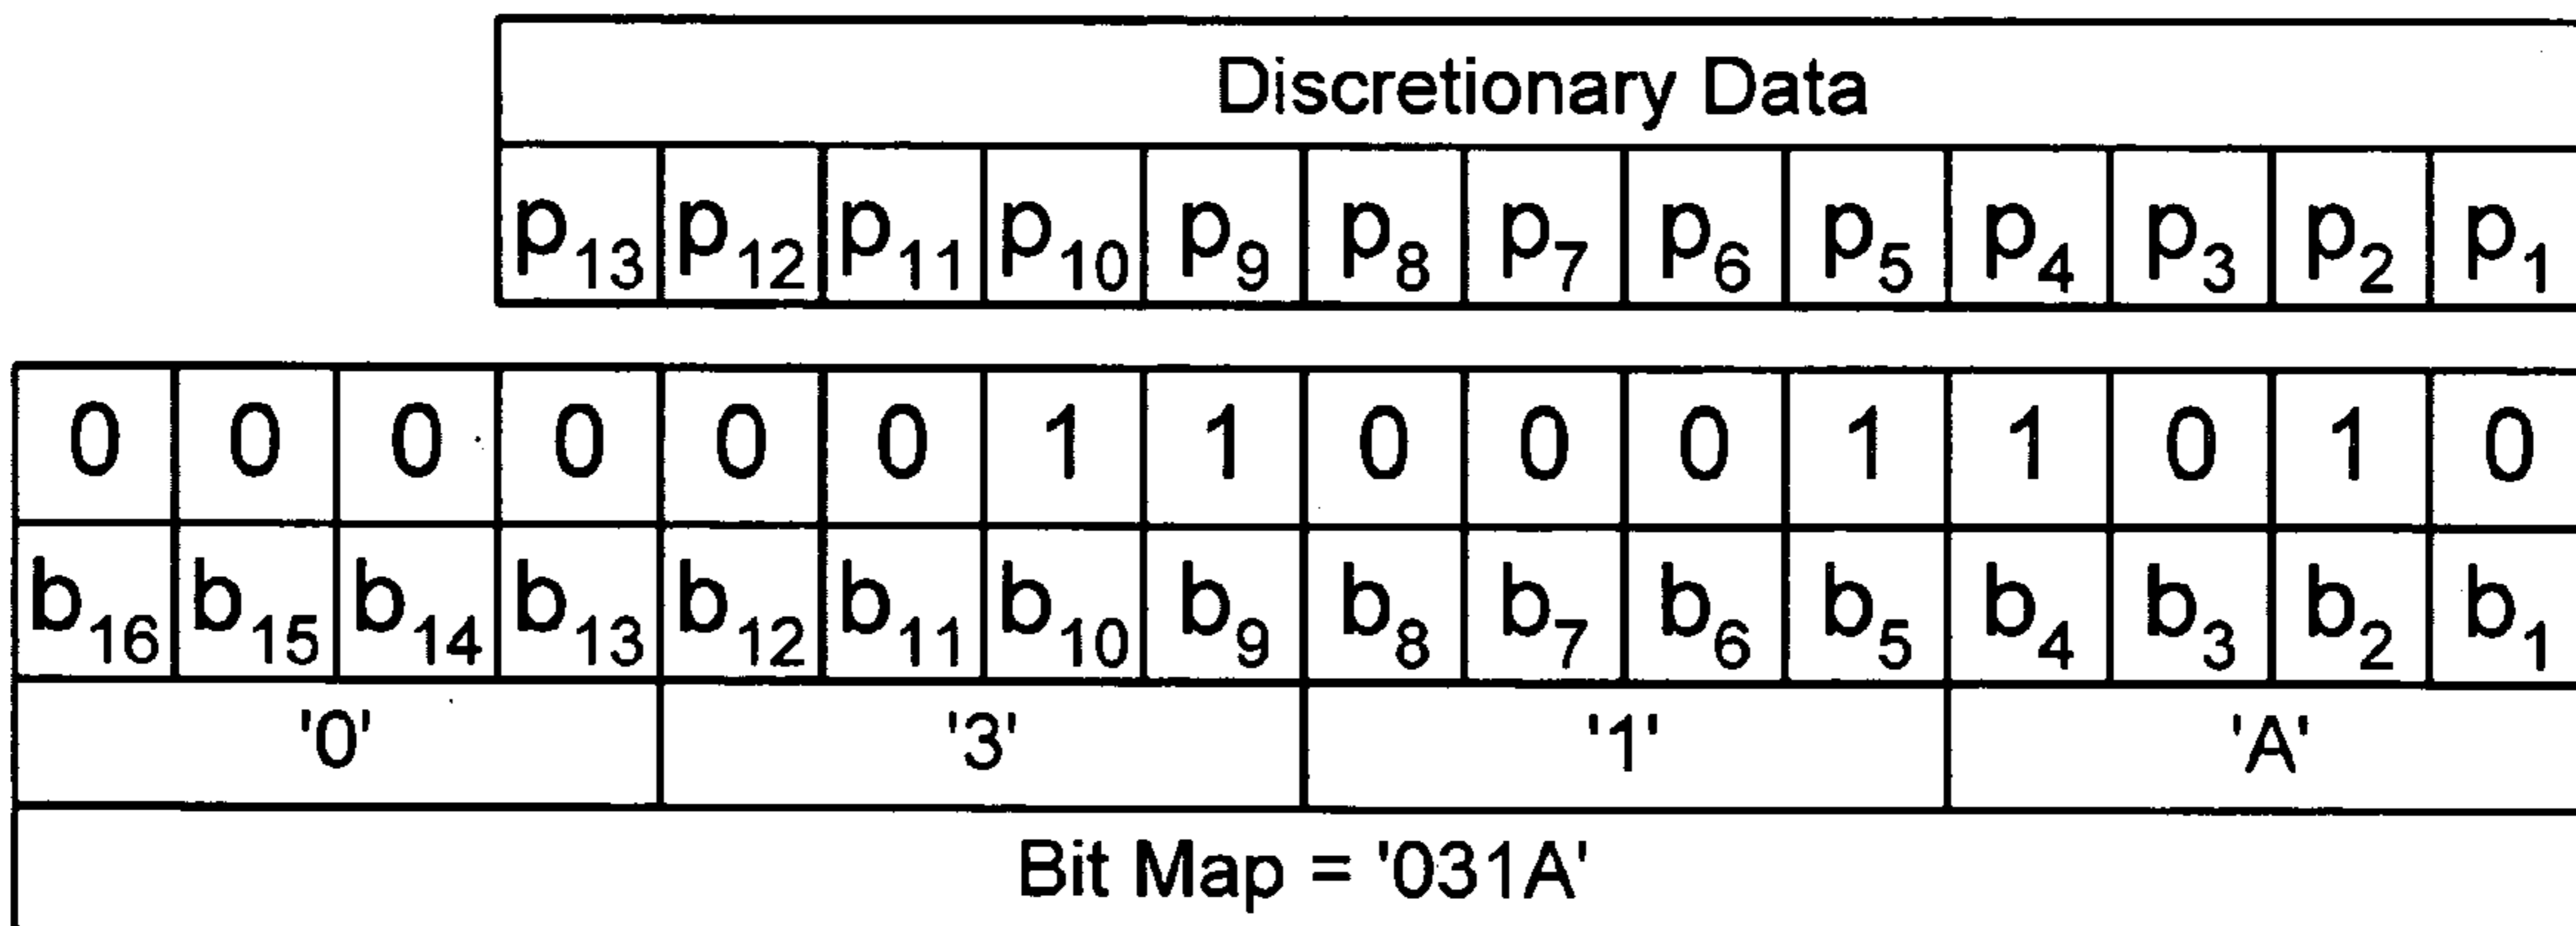 Discretionary Data
p13 p12 p11 p10 p9 p8 p7 p6 p5 p4 p3 p2 p1
0 0 0 0 0 0 1 1 0 0 0 1 1 0 1 0
b16 b15 b14 b13 b12 b11 b10 b9 b8 b7 b6 b5 b4 b3 b2 b1
'0' '3' '1' 'A'
Bit Map = '031A'